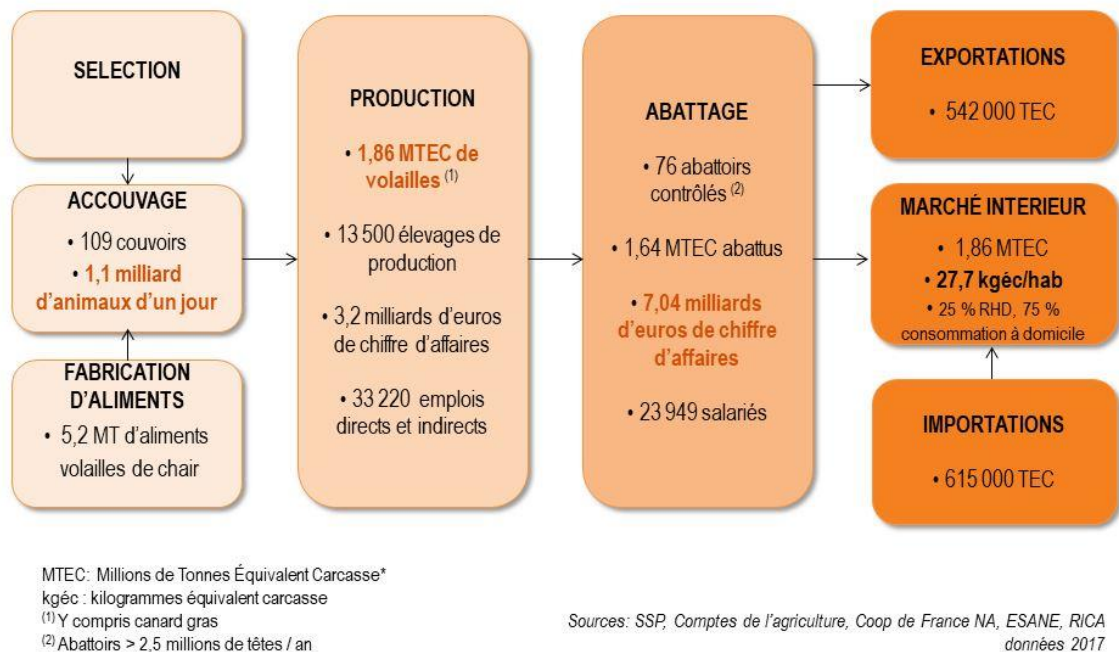 SELECTION
ACCOUVAGE
• 109 couvoirs
• 1,1 milliard
d'animaux d'un jour
FABRICATION
D'ALIMENTS
• 5,2 MT d'aliments
volailles de chair
PRODUCTION
• 1,86 MTEC de
volailles (1)
• 13 500 élevages de
production
• 3,2 milliards d'euros
de chiffre d'affaires
• 33 220 emplois
directs et indirects
ABATTAGE
• 76 abattoirs
contrôlés (2)
• 1,64 MTEC abattus
• 7,04 milliards
d'euros de chiffre
d'affaires
• 23 949 salariés
EXPORTATIONS
• 542 000 TEC
MARCHÉ INTERIEUR
• 1,86 MTEC
• 27,7 kgéc/hab
• 25 % RHD, 75 %
consommation à domicile
IMPORTATIONS
• 615 000 TEC
MTEC: Millions de Tonnes Équivalent Carcasse*
kgéc : kilogrammes équivalent carcasse
(1) Y compris canard gras
(2) Abattoirs > 2,5 millions de têtes / an
Sources: SSP, Comptes de l'agriculture, Coop de France NA, ESANE, RICA
données 2017